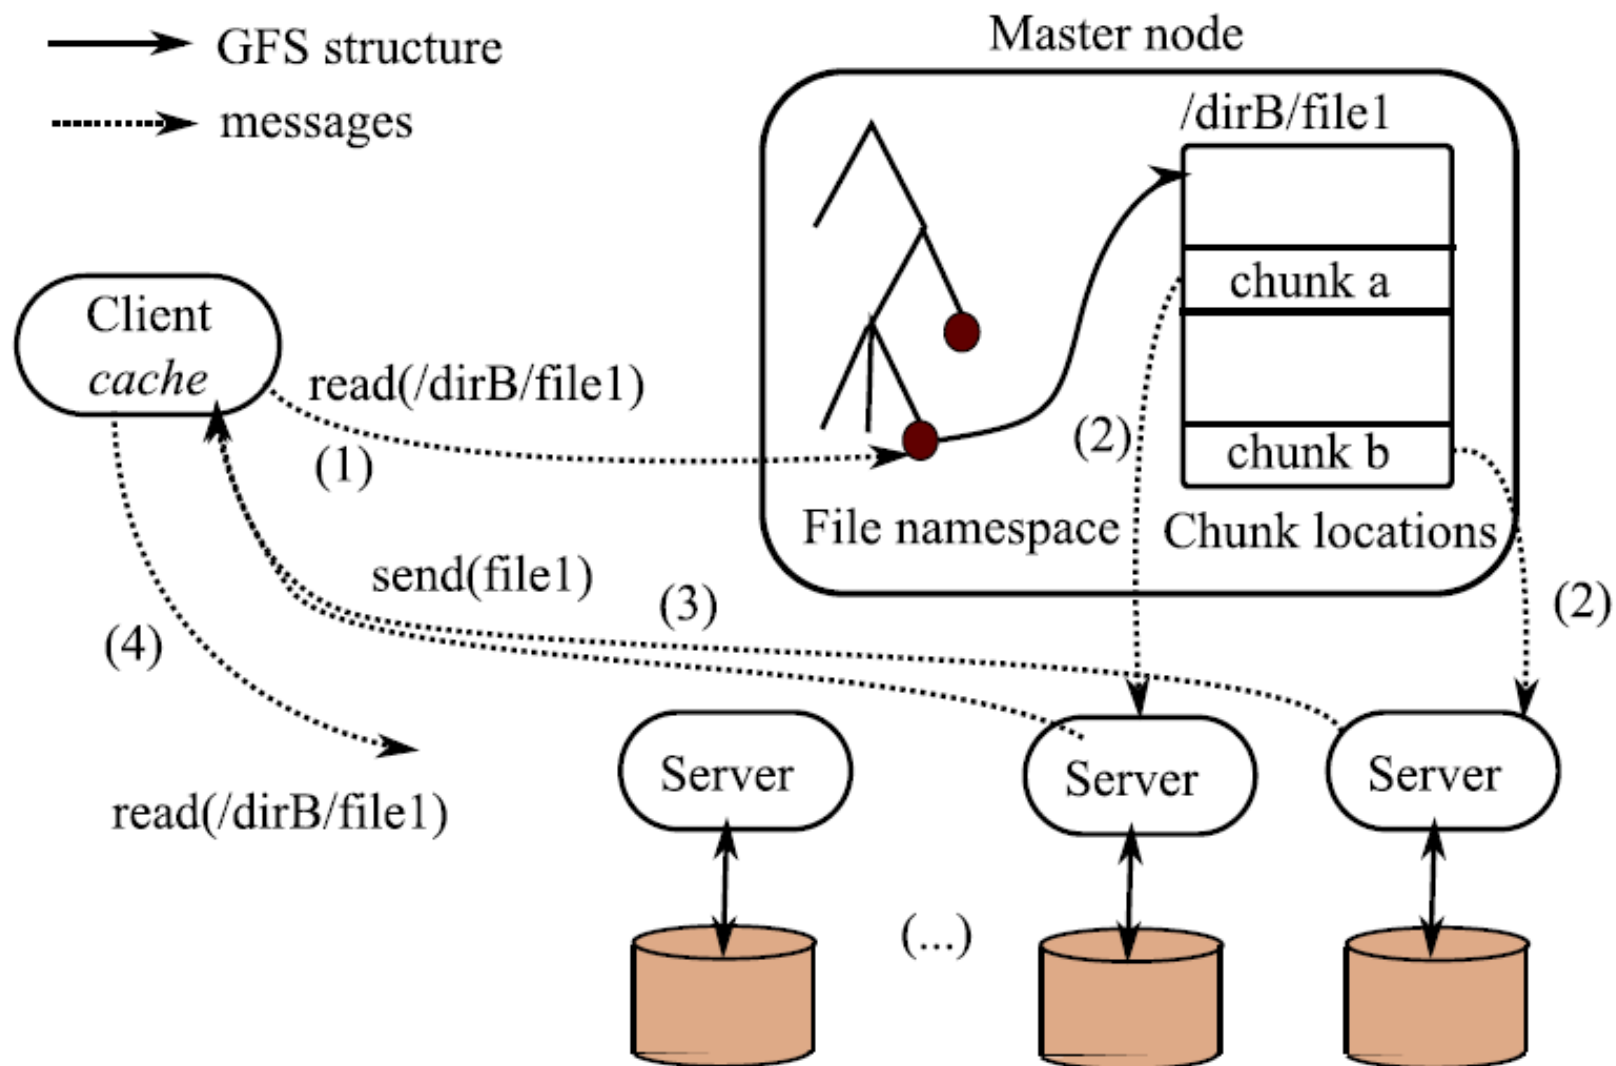 GFS structure
messages
Master node
/dirB/file1
chunk a
chunk b
File namespace
Chunk locations
Client
cache
read(/dirB/file1)
(1)
(2)
(2)
send(file1)
(3)
(4)
read(/dirB/file1)
Server
Server
Server
(...)